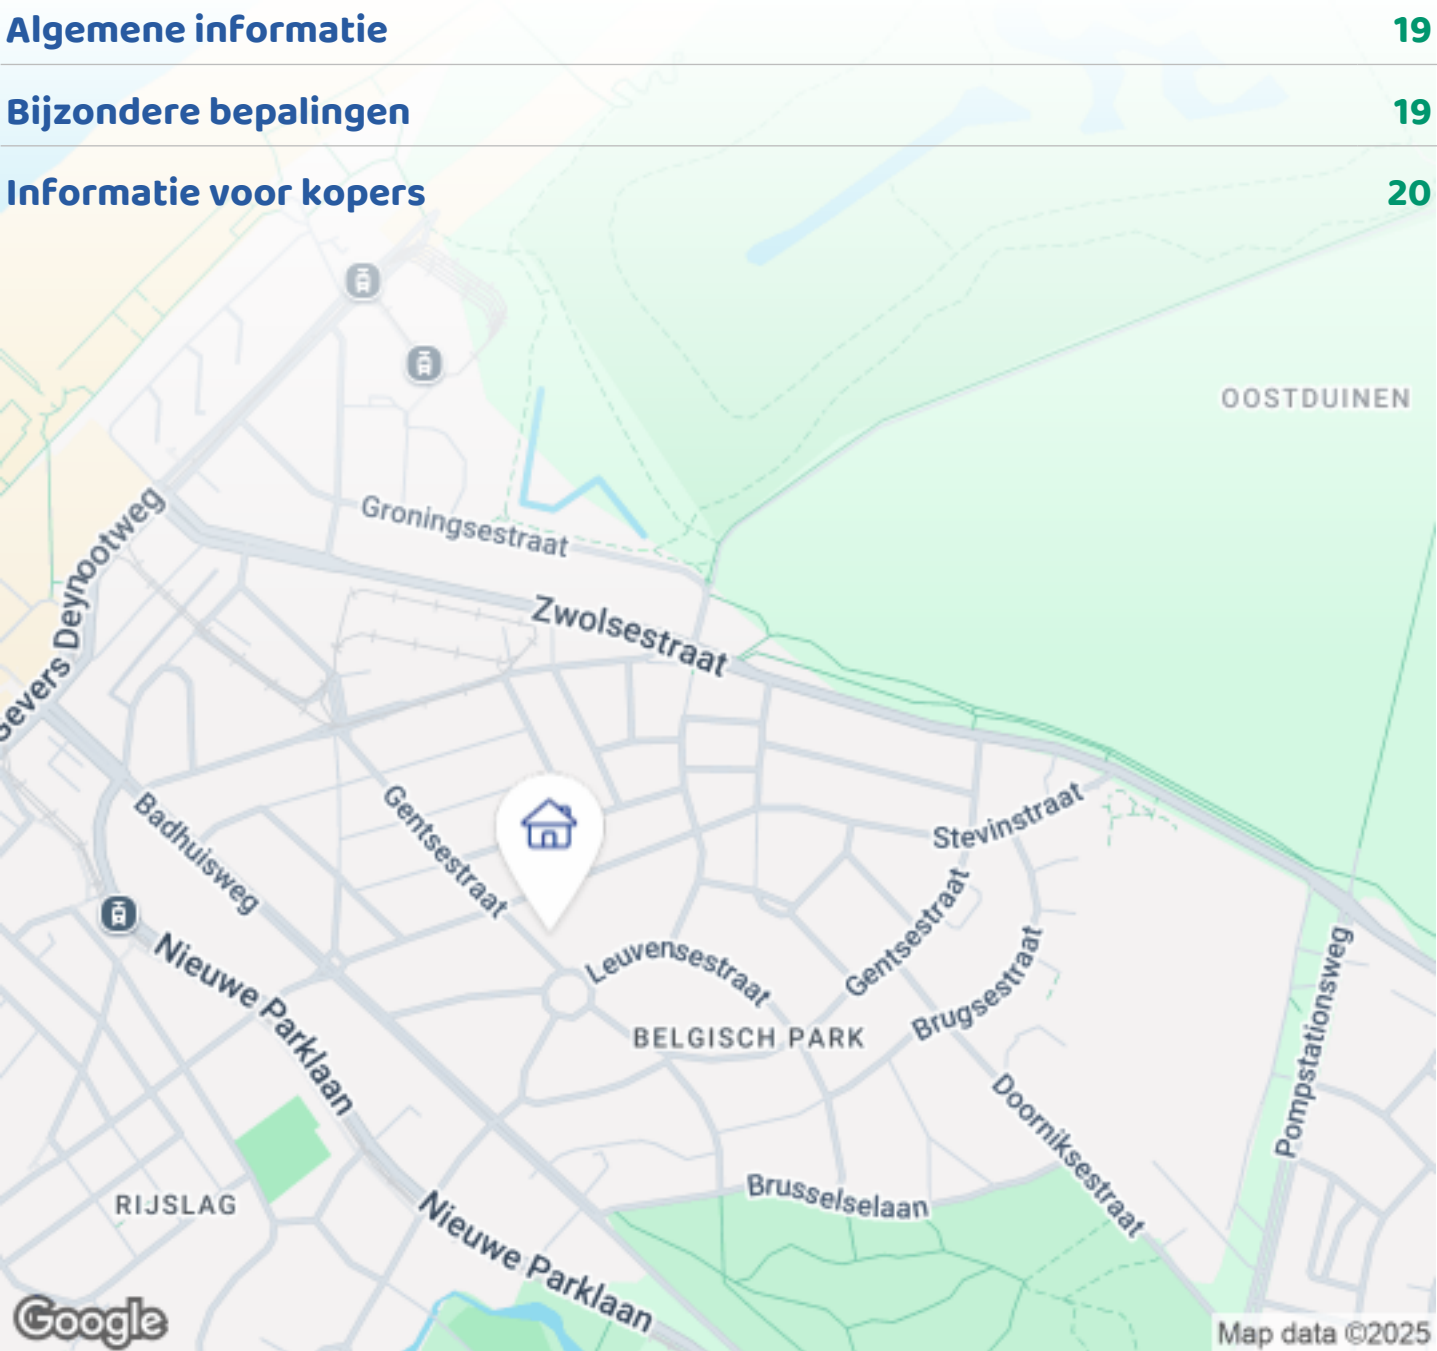 Algemene informatie 19
Bijzondere bepalingen 19
Informatie voor kopers 20
OOSTDUINEN
Groningsestraat
Gevers Deynootweg
Zwolsestraat
Gentsestraat
Badhuisweg
Stevinstraat
Gentsestraat
Leuvensestraat
Brugsestraat
Nieuwe Parklaan
BELGISCH PARK
Pompstationsweg
Doorniksestraat
Brusselselaan
RIJSLAG
Nieuwe Parklaan
Google
Map data ©2025